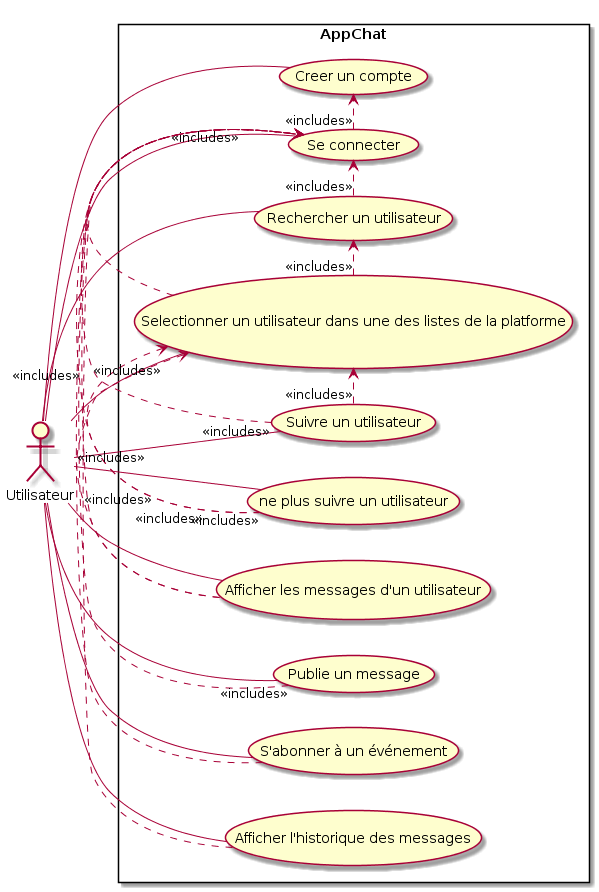 AppChat
Creer un compte
«includes»
«includes»
Se connecter
«includes»
Rechercher un utilisateur
«includes»
Selectionner un utilisateur dans une des listes de la platforme
«includes»
«includes»
«includes»
Suivre un utilisateur
«includes»
«includes»
Utilisateur
«includes»
ne plus suivre un utilisateur
«includes»
«includes»
Afficher les messages d'un utilisateur
Publie un message
«includes»
S'abonner à un événement
Afficher l'historique des messages